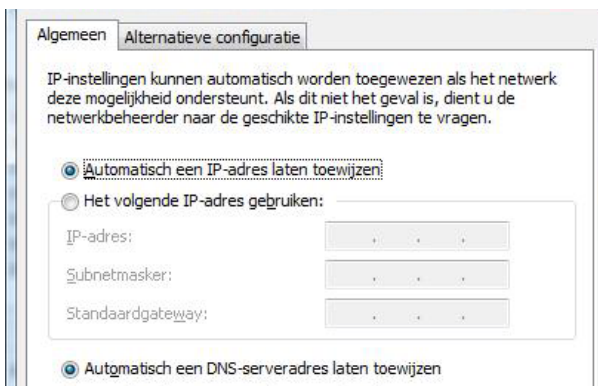 Algemeen Alternatieve configuratie
IP-instellingen kunnen automatisch worden toegewezen als het netwerk
deze mogelijkheid ondersteunt. Als dit niet het geval is, dient u de
netwerkbeheerder naar de geschikte IP-instellingen te vragen.
Automatisch een IP-adres laten toewijzen
Het volgende IP-adres gebruiken:
IP-adres:
Subnetmasker:
Standaardgateway:
Automatisch een DNS-serveradres laten toewijzen